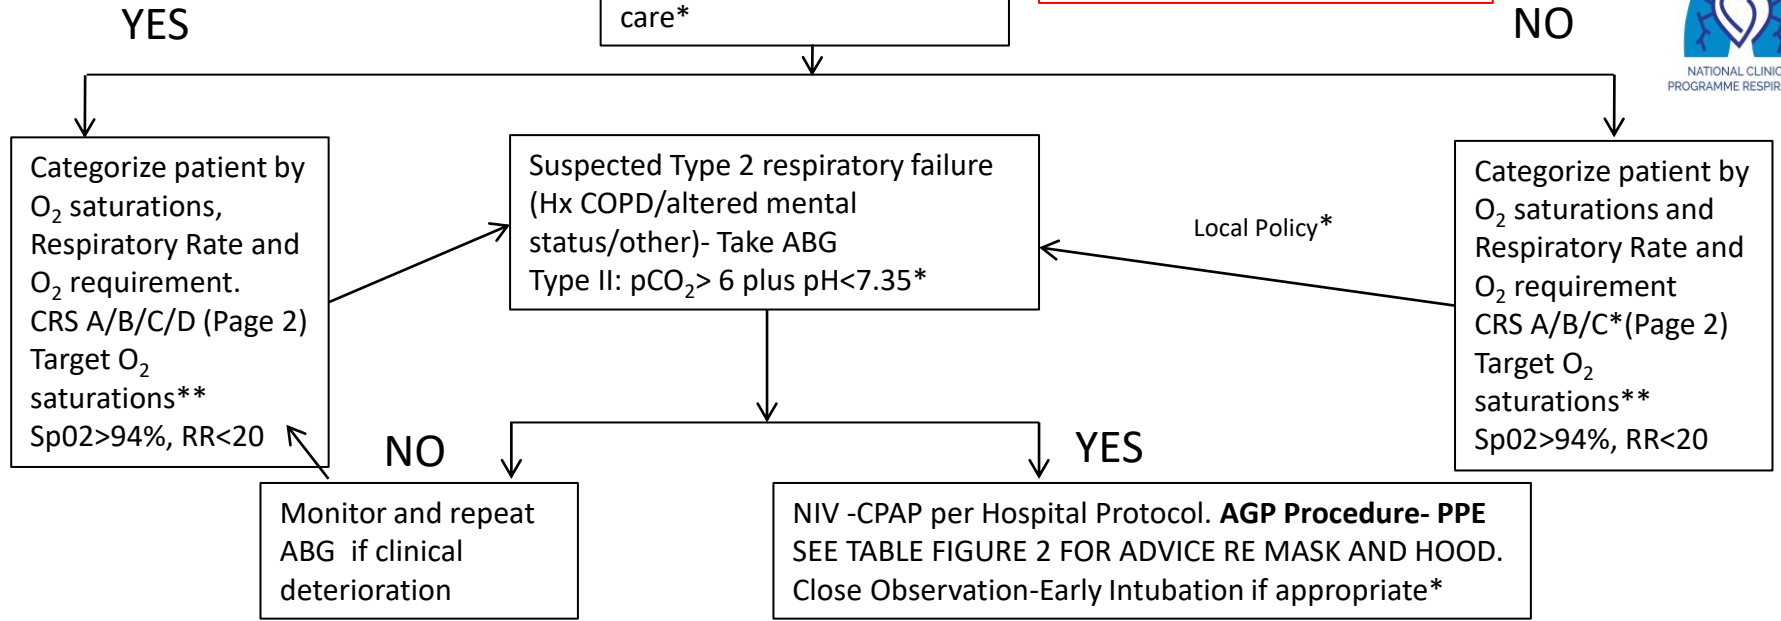 care*
YES
NO
NATIONAL CLINIC
PROGRAMME RESPIRA
Categorize patient by
O₂ saturations,
Respiratory Rate and
O₂ requirement.
CRS A/B/C/D (Page 2)
Target O₂
saturations**
Sp02>94%, RR<20
Suspected Type 2 respiratory failure
(Hx COPD/altered mental
status/other)- Take ABG
Type II: pCO₂> 6 plus pH<7.35*
Local Policy*
Categorize patient by
O₂ saturations and
Respiratory Rate and
O₂ requirement
CRS A/B/C*(Page 2)
Target O₂
saturations**
Sp02>94%, RR<20
NO
YES
Monitor and repeat
ABG if clinical
deterioration
NIV -CPAP per Hospital Protocol. AGP Procedure- PPE
SEE TABLE FIGURE 2 FOR ADVICE RE MASK AND HOOD.
Close Observation-Early Intubation if appropriate*